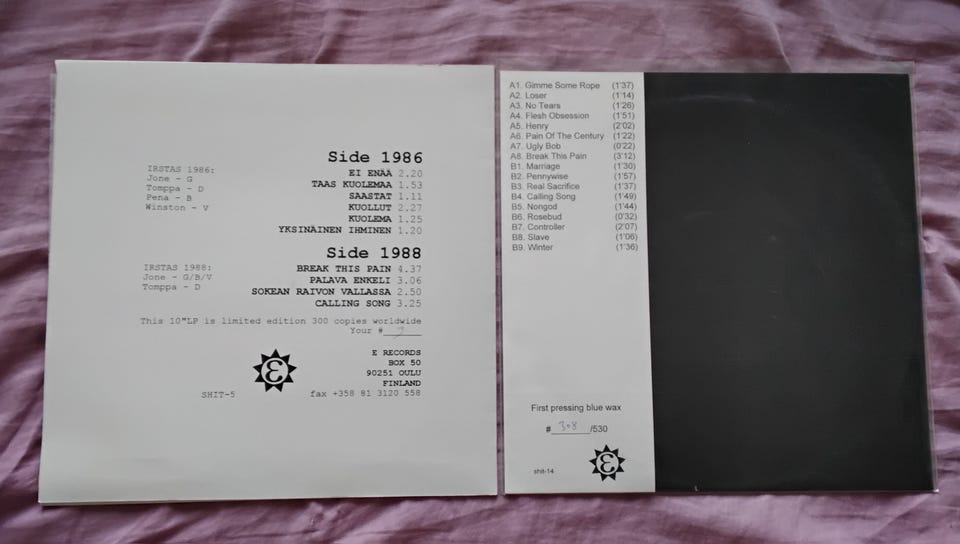 Side 1986
IRSTAS 1986:
Jone - G
Tomppa - D
Pena - B
Winston - V
EI ENÄÄ 2.20
TAAS KUOLEMAA 1.53
SAASTAT 1.11
KUOLLUT 2.27
KUOLEMA 1.25
YKSINÄINEN IHMINEN 1.20
Side 1988
IRSTAS 1988:
Jone - G/B/V
Tomppa - D
BREAK THIS PAIN 4.37
PALAVA ENKELI 3.06
SOKEAN RAIVON VALLASSA 2.50
CALLING SONG 3.25
This 10"LP is limited edition 300 copies worldwide
Your #
E RECORDS
BOX 50
90251 OULU
FINLAND
SHIT-5 fax +358 81 3120 558
A1. Gimme Some Rope (1'37)
A2. Loser (1'14)
A3. No Tears (1'26)
A4. Flesh Obsession (1'51)
A5. Henry (2'02)
A6. Pain Of The Century (1'22)
A7. Ugly Bob (0'22)
A8. Break This Pain (3'12)
B1. Marriage (1'30)
B2. Pennywise (1'57)
B3. Real Sacrifice (1'37)
B4. Calling Song (1'49)
B5. Nongod (1'44)
B6. Rosebud (0'32)
B7. Controller (2'07)
B8. Slave (1'06)
B9. Winter (1'36)
First pressing blue wax
# 308 /530
shit-14